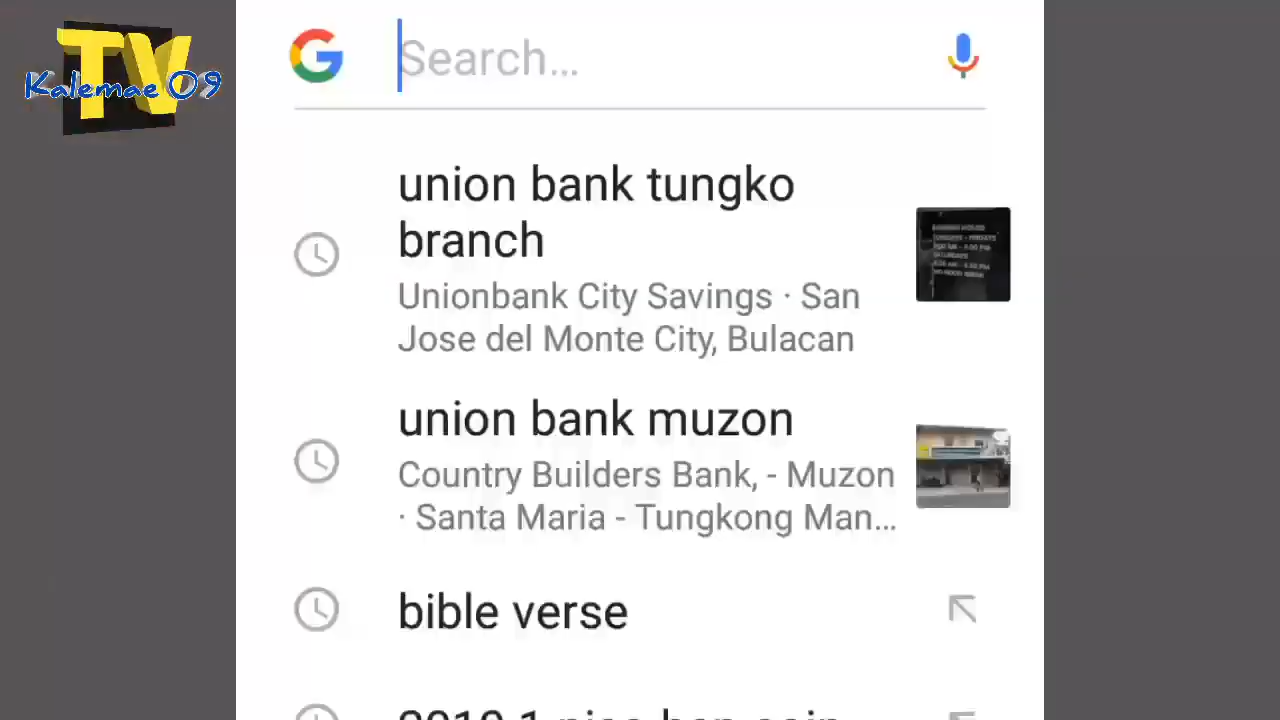 TV
Kalemae 09
Search...
union bank tungko
branch
Unionbank City Savings · San
Jose del Monte City, Bulacan
union bank muzon
Country Builders Bank, - Muzon
· Santa Maria - Tungkong Man...
bible verse